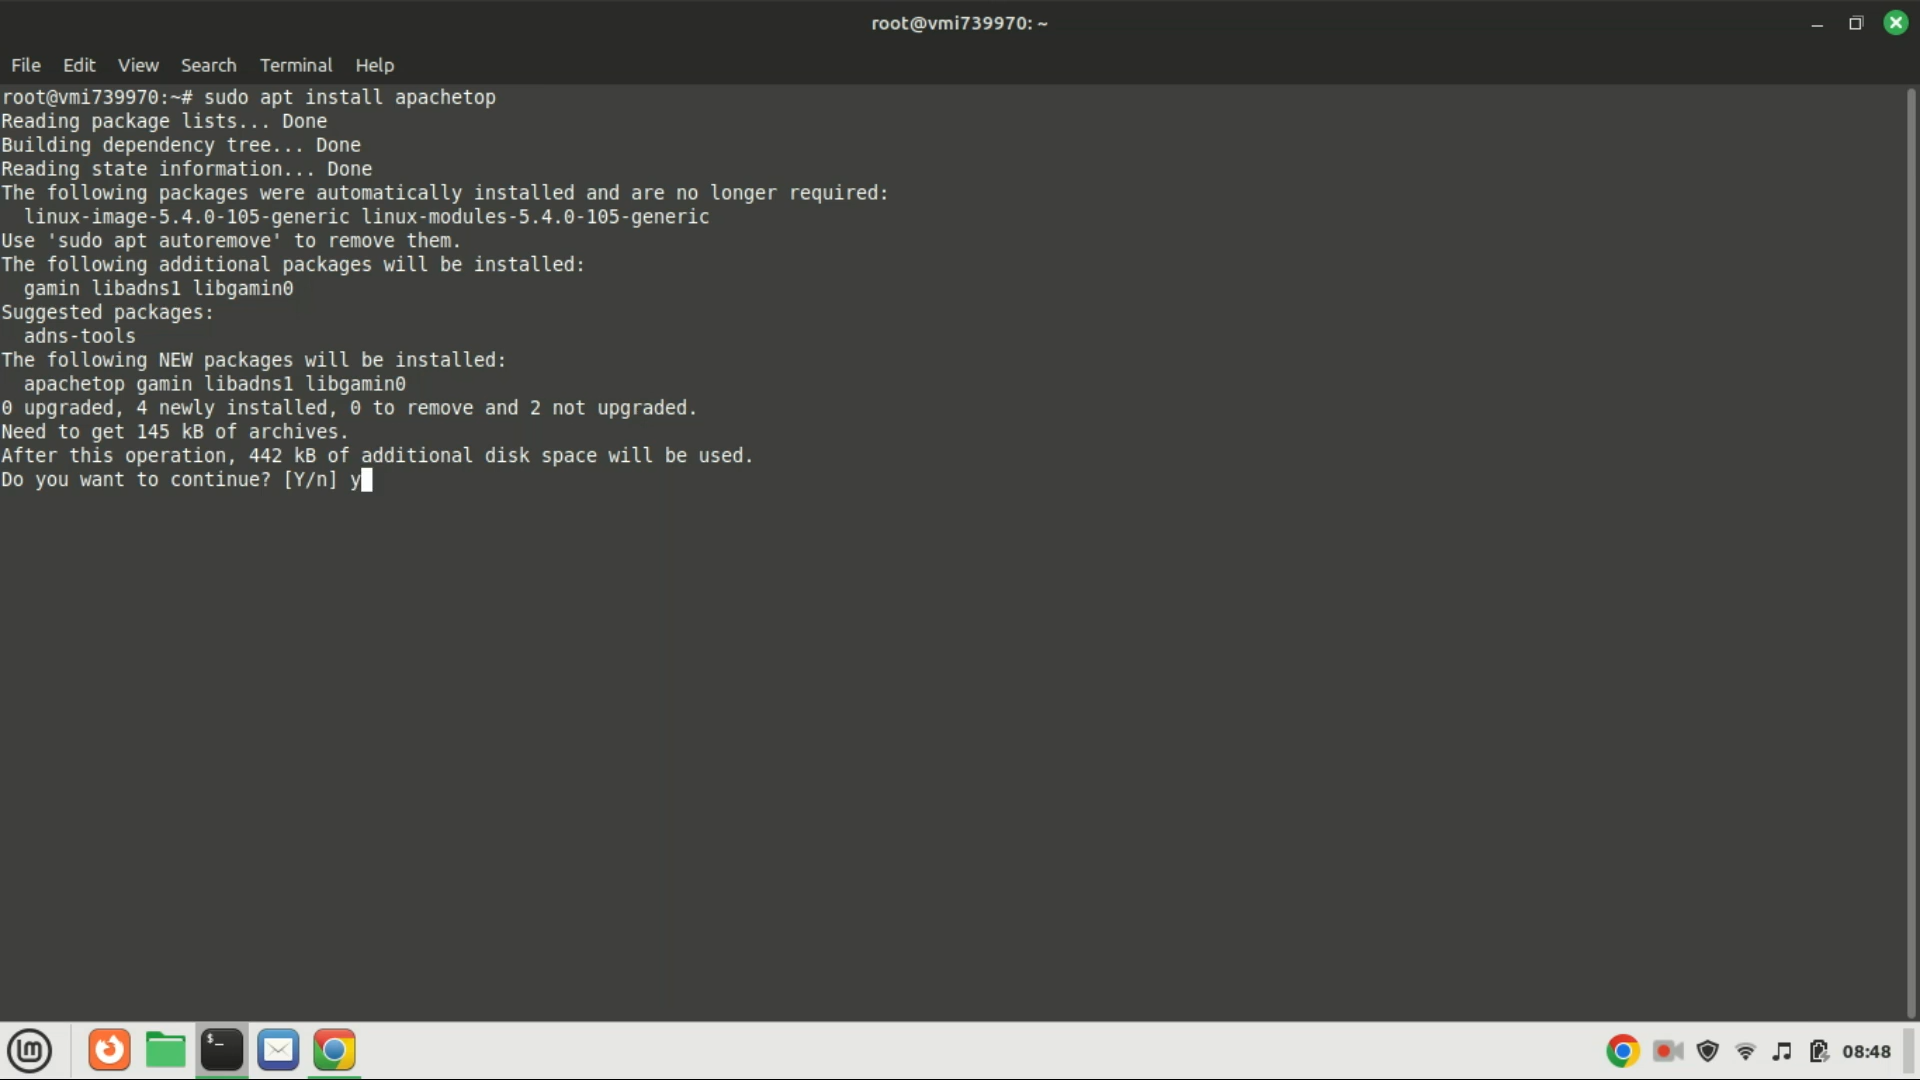 root@vmi739970: ~
File Edit View Search Terminal Help
root@vmi739970:~# sudo apt install apachetop
Reading package lists... Done
Building dependency tree... Done
Reading state information... Done
The following packages were automatically installed and are no longer required:
  linux-image-5.4.0-105-generic linux-modules-5.4.0-105-generic
Use 'sudo apt autoremove' to remove them.
The following additional packages will be installed:
  gamin libadns1 libgamin0
Suggested packages:
  adns-tools
The following NEW packages will be installed:
  apachetop gamin libadns1 libgamin0
0 upgraded, 4 newly installed, 0 to remove and 2 not upgraded.
Need to get 145 kB of archives.
After this operation, 442 kB of additional disk space will be used.
Do you want to continue? [Y/n] y
$_
08:48